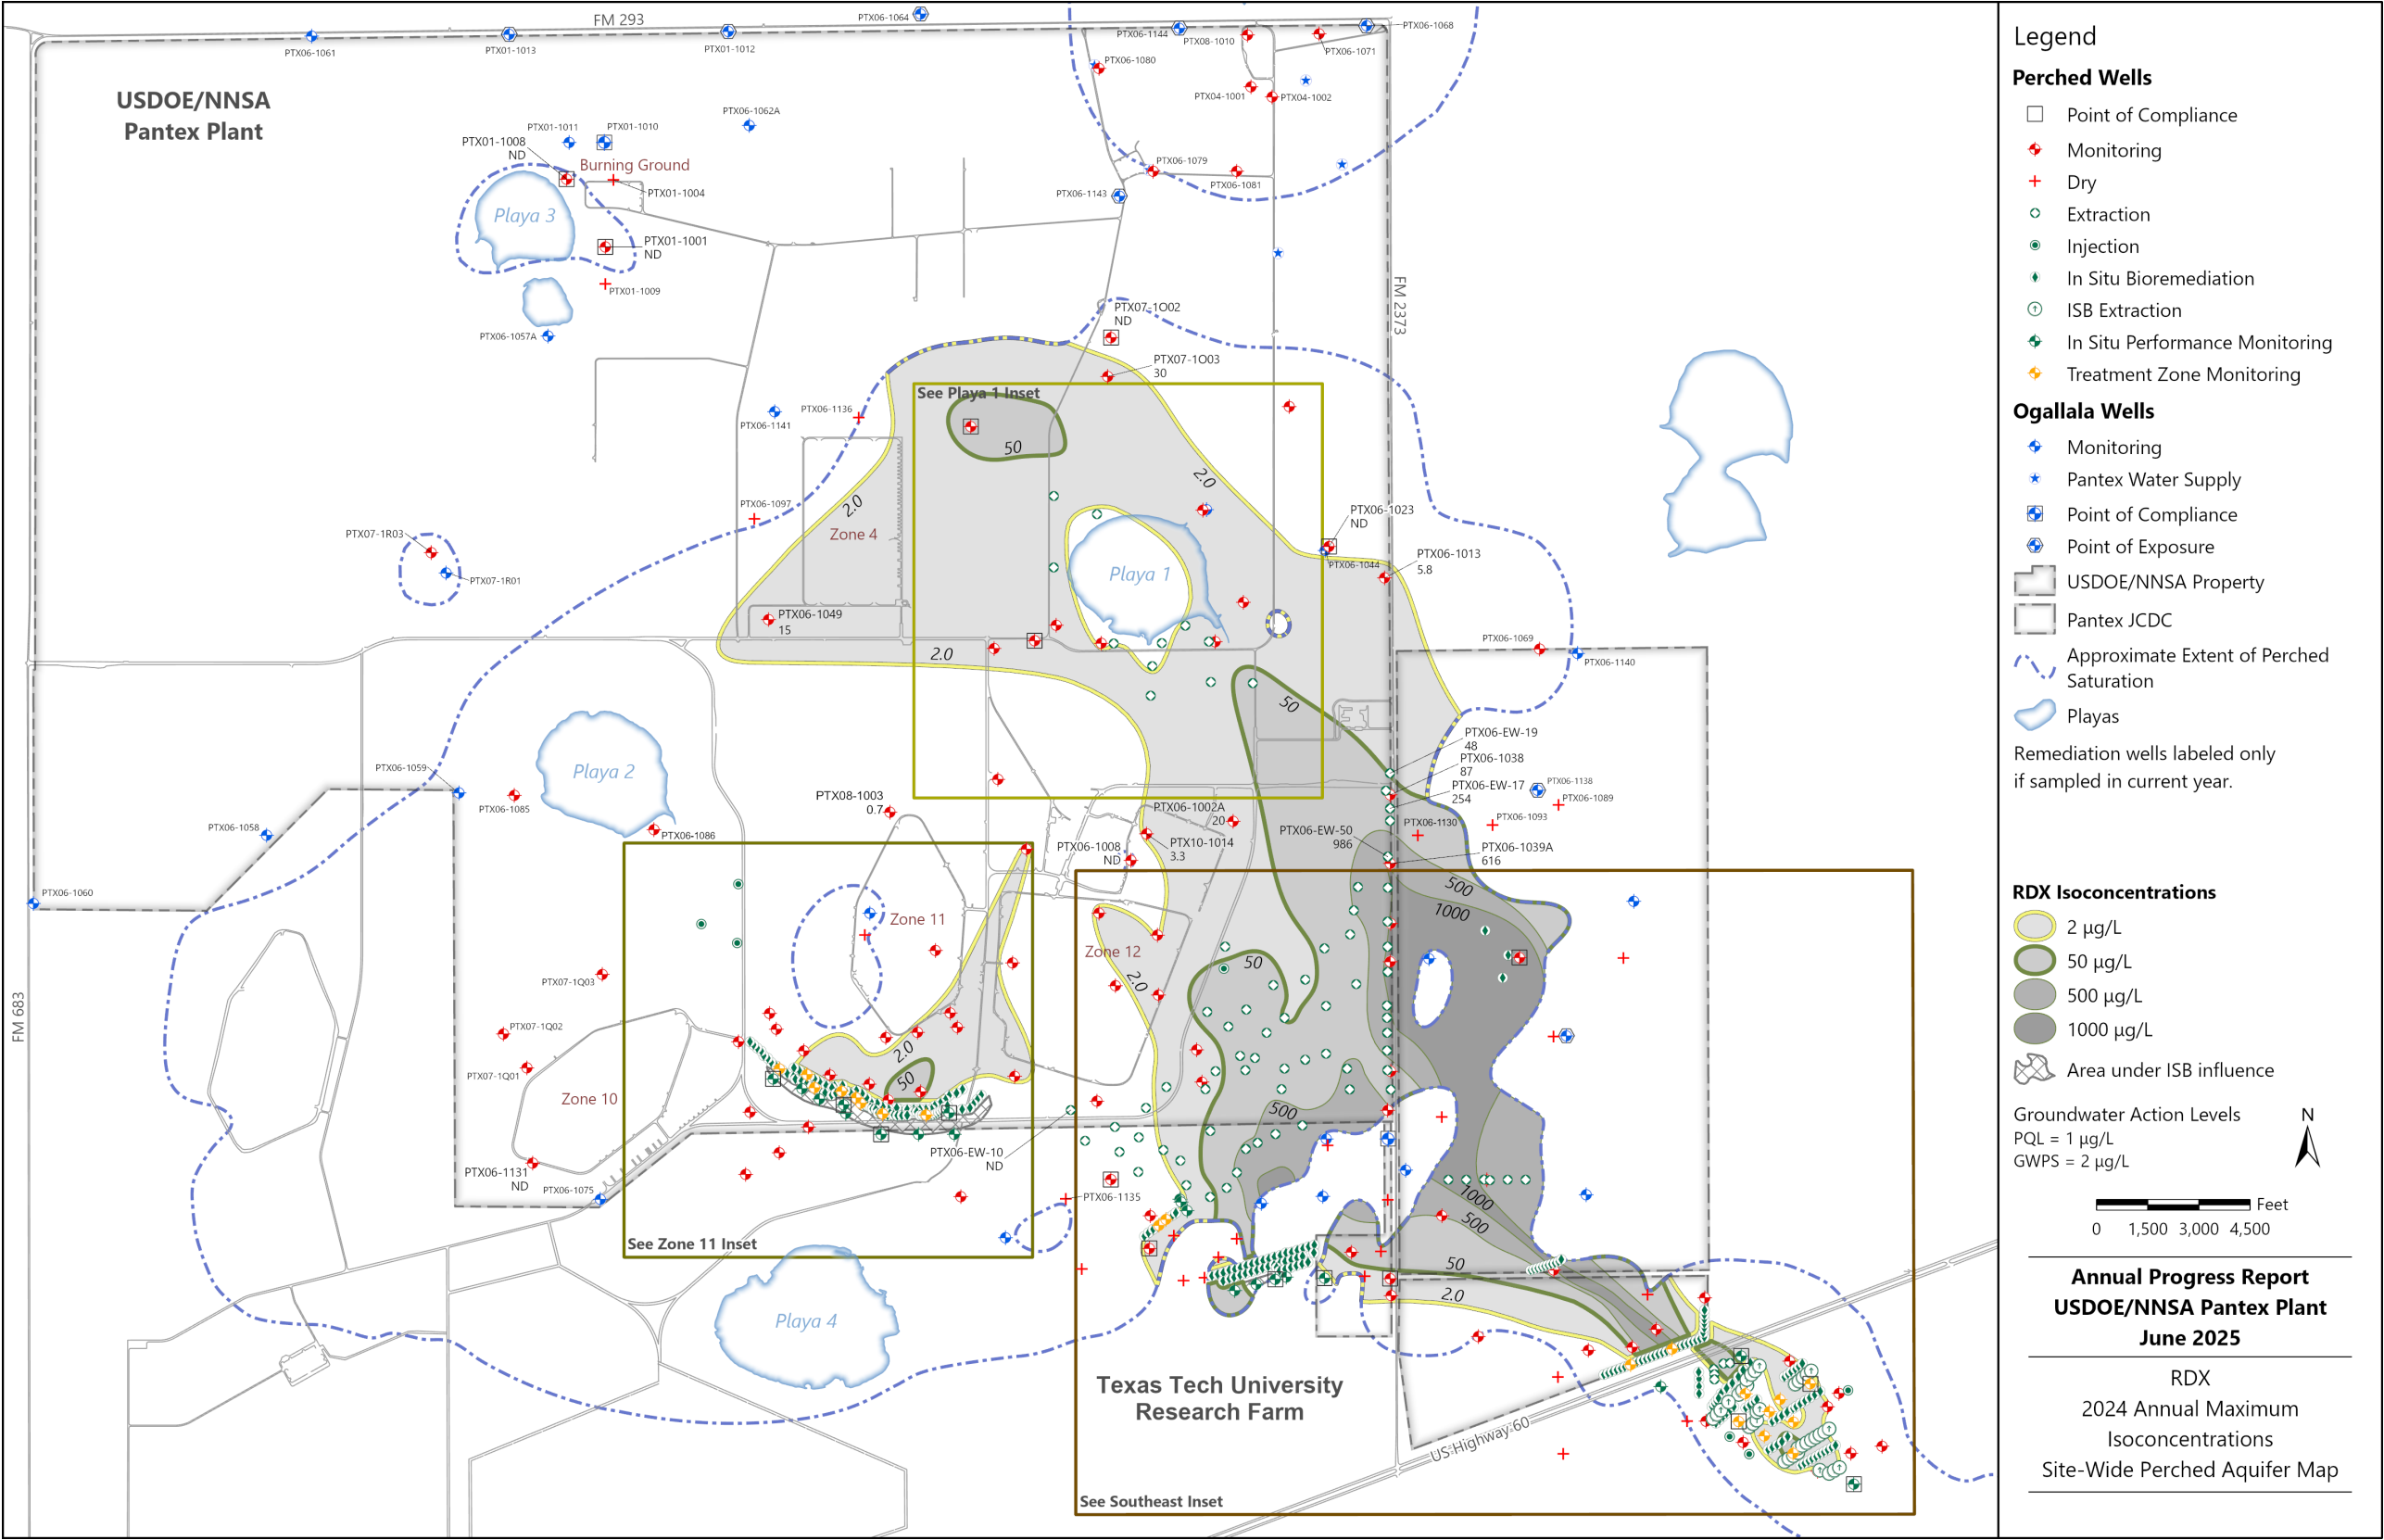 FM 293
PTX06-1064
PTX06-1061
PTX01-1013
PTX01-1012
PTX06-1144
PTX08-1010
PTX06-1068
PTX06-1071
USDOE/NNSA
Pantex Plant
PTX06-1080
PTX04-1001
PTX04-1002
PTX06-1062A
PTX01-1011
PTX01-1010
PTX01-1008
ND
Burning Ground
PTX01-1004
Playa 3
PTX01-1001
ND
PTX01-1009
PTX06-1057A
PTX06-1079
PTX06-1081
PTX06-1143
FM 2373
PTX07-1O02
ND
PTX07-1O03
30
See Playa 1 Inset
50
PTX06-1136
PTX06-1141
2.0
2.0
PTX06-1097
Zone 4
PTX07-1R03
PTX07-1R01
Playa 1
PTX06-1023
ND
PTX06-1044
PTX06-1013
5.8
PTX06-1049
15
2.0
PTX06-1069
PTX06-1140
50
PTX06-EW-19
48
PTX06-1038
87
PTX06-EW-17
254
PTX06-1138
PTX06-1089
PTX06-1093
PTX06-1130
Playa 2
PTX06-1059
PTX06-1085
PTX06-1058
PTX06-1086
PTX06-1060
PTX08-1003
0.7
PTX06-1002A
20
PTX10-1014
3.3
PTX06-1008
ND
PTX06-EW-50
986
PTX06-1039A
616
500
1000
Zone 11
Zone 12
2.0
50
FM 683
PTX07-1Q03
PTX07-1Q02
PTX07-1Q01
Zone 10
2.0
50
500
PTX06-EW-10
ND
PTX06-1131
ND
PTX06-1075
PTX06-1135
1000
500
50
2.0
See Zone 11 Inset
Playa 4
Texas Tech University
Research Farm
US Highway 60
See Southeast Inset
Legend
Perched Wells
Point of Compliance
Monitoring
Dry
Extraction
Injection
In Situ Bioremediation
ISB Extraction
In Situ Performance Monitoring
Treatment Zone Monitoring
Ogallala Wells
Monitoring
Pantex Water Supply
Point of Compliance
Point of Exposure
USDOE/NNSA Property
Pantex JCDC
Approximate Extent of Perched
Saturation
Playas
Remediation wells labeled only
if sampled in current year.
RDX Isoconcentrations
2 µg/L
50 µg/L
500 µg/L
1000 µg/L
Area under ISB influence
Groundwater Action Levels
PQL = 1 µg/L
GWPS = 2 µg/L
N
Feet
0 1,500 3,000 4,500
Annual Progress Report
USDOE/NNSA Pantex Plant
June 2025
RDX
2024 Annual Maximum
Isoconcentrations
Site-Wide Perched Aquifer Map